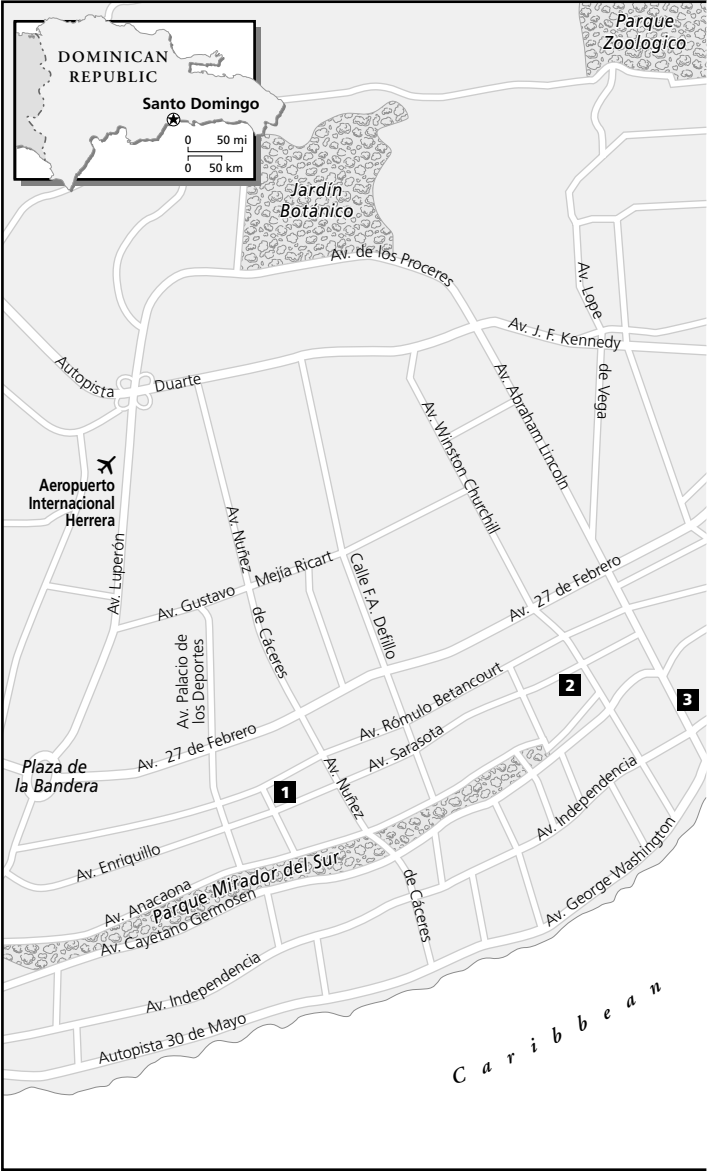 DOMINICAN
REPUBLIC
Santo Domingo
0 50 mi
0 50 km
Parque
Zoologico
Jardín
Botánico
Av. de los Proceres
Av. Lope
de Vega
Av. J. F. Kennedy
Autopista
Duarte
Av. Abraham Lincoln
Av. Winston Churchill
Aeropuerto
Internacional
Herrera
Av. Luperón
Av. Nuñez
de Cáceres
Av. Gustavo
Mejía Ricart
Calle F.A. Defillo
Av. 27 de Febrero
Av. Palacio de
los Deportes
Av. Rómulo Betancourt
2
3
Av. 27 de Febrero
Av. Sarasota
Plaza de
la Bandera
1
Av. Nuñez
de Cáceres
Av. Independencia
Av. Enriquillo
Av. George Washington
Av. Anacaona
Parque Mirador del Sur
Av. Cayetano Germosen
Av. Independencia
Autopista 30 de Mayo
Caribbean